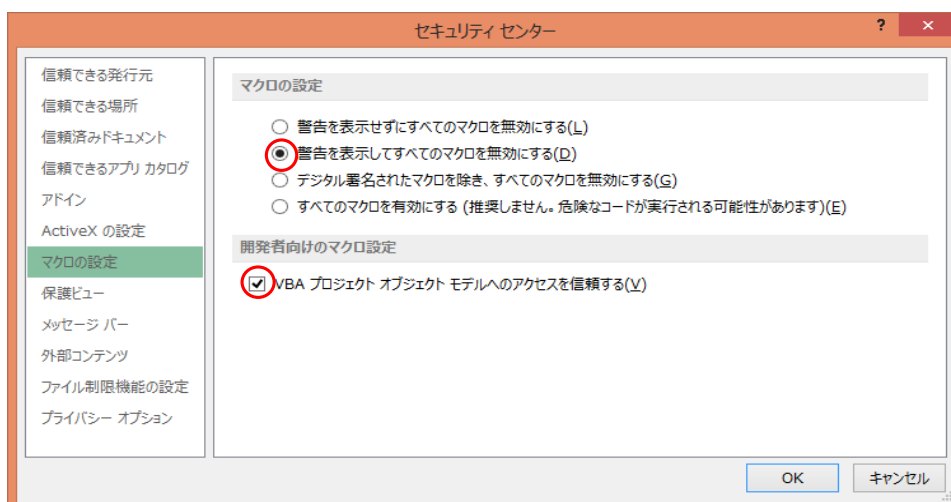 セキュリティ センター
? ×
信頼できる発行元
信頼できる場所
信頼済みドキュメント
信頼できるアプリ カタログ
アドイン
ActiveX の設定
マクロの設定
保護ビュー
メッセージ バー
外部コンテンツ
ファイル制限機能の設定
プライバシー オプション
マクロの設定
警告を表示せずにすべてのマクロを無効にする(L)
警告を表示してすべてのマクロを無効にする(D)
デジタル署名されたマクロを除き、すべてのマクロを無効にする(G)
すべてのマクロを有効にする (推奨しません。危険なコードが実行される可能性があります)(E)
開発者向けのマクロ設定
VBA プロジェクト オブジェクト モデルへのアクセスを信頼する(V)
OK
キャンセル